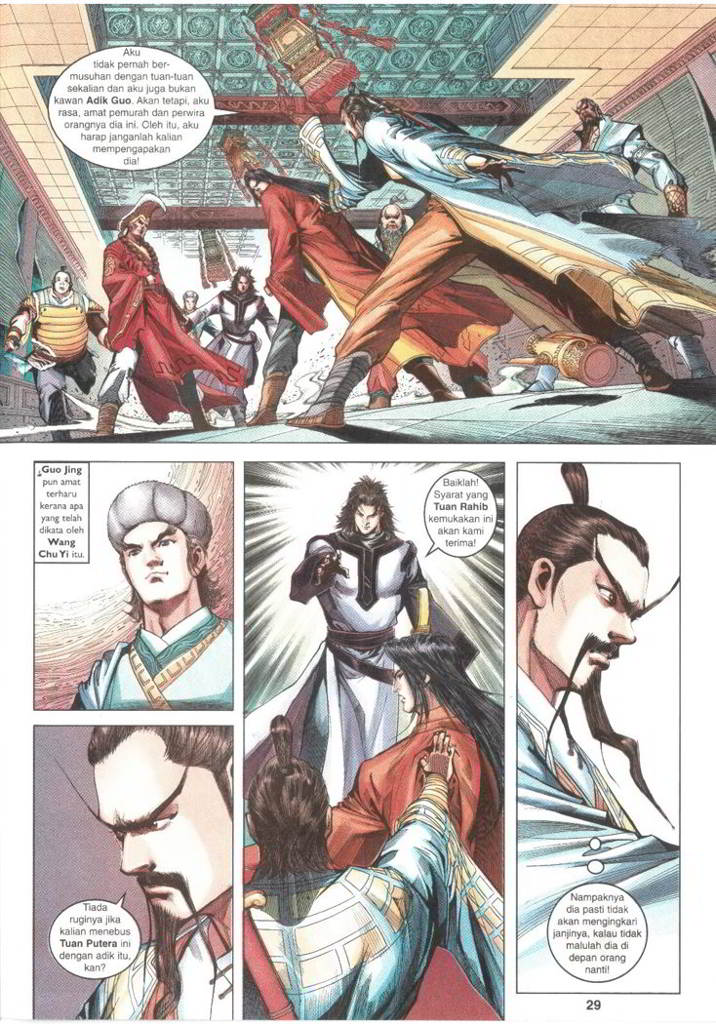 Aku
tidak pernah ber-
musuhan dengan tuan-tuan
sekalian dan aku juga bukan
kawan Adik Guo. Akan tetapi, aku
rasa, amat pemurah dan perwira
orangnya dia ini. Oleh itu, aku
harap janganlah kalian
mempengapakan
dia!
Guo Jing
pun amat
terharu
kerana apa
yang telah
dikata oleh
Wang
Chu Yi itu.
Baiklah!
Syarat yang
Tuan Rahib
kemukakan ini
akan kami
terima!
Tiada
ruginya jika
kalian menebus
Tuan Putera ini
dengan adik itu,
kan?
Nampaknya
dia pasti tidak
akan mengingkari
janjinya, kalau tidak
malulah dia di
depan orang
nanti!
29